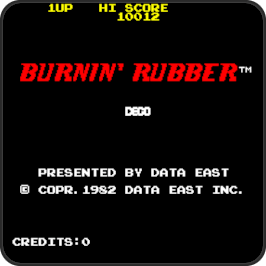 1UP HI SCORE
10012
BURNIN' RUBBER™
DECO
PRESENTED BY DATA EAST
© COPR.1982 DATA EAST INC.
CREDITS:0